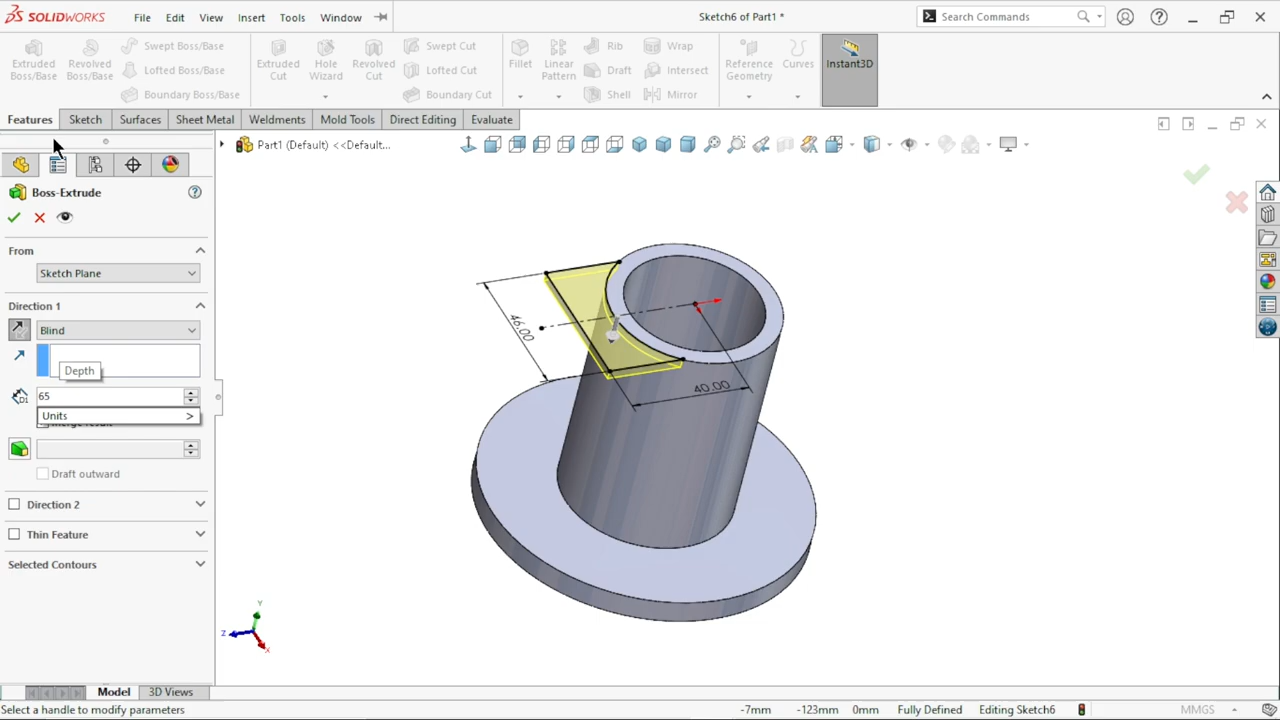 SOLIDWORKS File Edit View Insert Tools Window Sketch6 of Part1 * Search Commands
Extruded Boss/Base
Revolved Boss/Base
Swept Boss/Base
Lofted Boss/Base
Boundary Boss/Base
Extruded Cut
Hole Wizard
Revolved Cut
Swept Cut
Lofted Cut
Boundary Cut
Fillet
Linear Pattern
Rib
Draft
Shell
Wrap
Intersect
Mirror
Reference Geometry
Curves
Instant3D
Features Sketch Surfaces Sheet Metal Weldments Mold Tools Direct Editing Evaluate
Part1 (Default) <<Default...
Boss-Extrude
From
Sketch Plane
Direction 1
Blind
Depth
65
Units >
Draft outward
Direction 2
Thin Feature
Selected Contours
46.00
40.00
Y
Z
X
Model 3D Views
Select a handle to modify parameters -7mm -123mm 0mm Fully Defined Editing Sketch6 MMGS